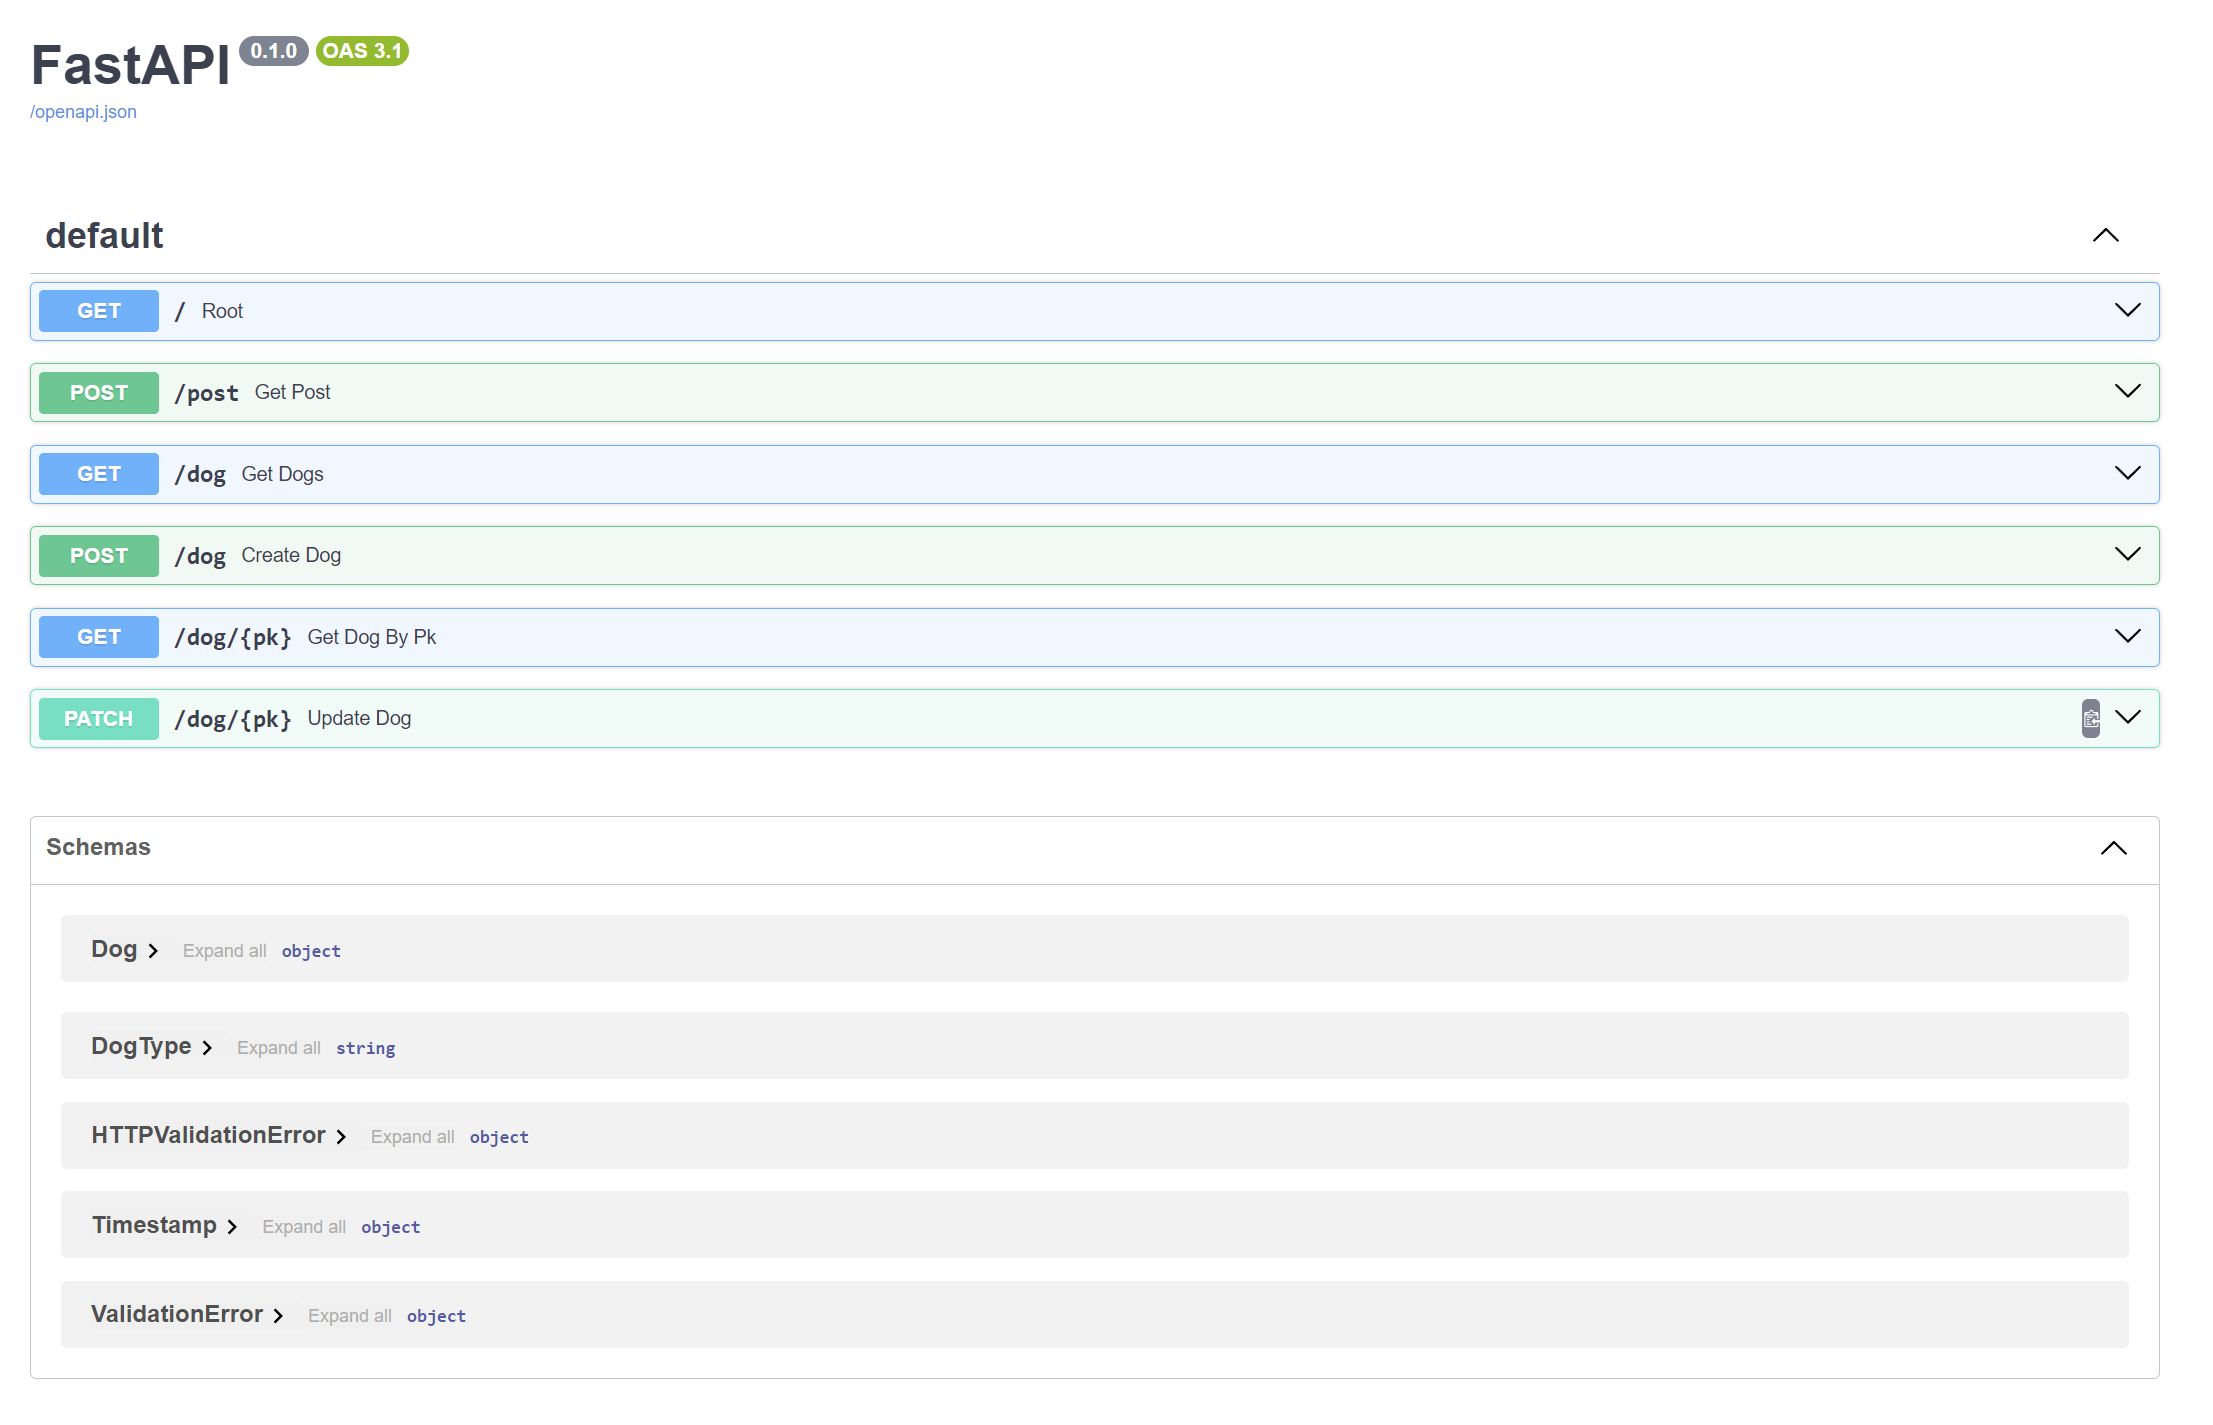 FastAPI 0.1.0 OAS 3.1
/openapi.json
default
GET / Root
POST /post Get Post
GET /dog Get Dogs
POST /dog Create Dog
GET /dog/{pk} Get Dog By Pk
PATCH /dog/{pk} Update Dog
Schemas
Dog Expand all object
DogType Expand all string
HTTPValidationError Expand all object
Timestamp Expand all object
ValidationError Expand all object